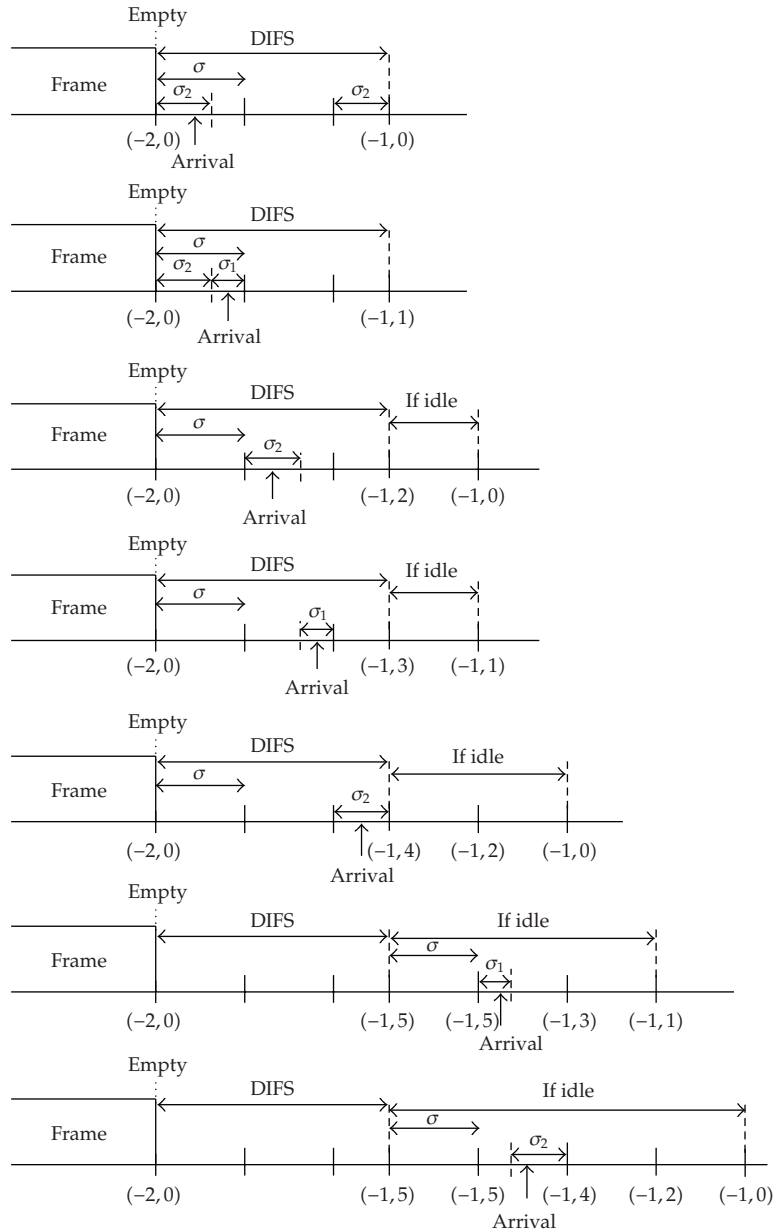 Empty
DIFS
σ
Frame
σ₂ σ₂
(−2, 0) (−1, 0)
Arrival
Empty
DIFS
σ
Frame
σ₂ σ₁
(−2, 0) (−1, 1)
Arrival
Empty
DIFS If idle
σ
Frame
σ₂
(−2, 0) (−1, 2) (−1, 0)
Arrival
Empty
DIFS If idle
σ
Frame
σ₁
(−2, 0) (−1, 3) (−1, 1)
Arrival
Empty
DIFS If idle
σ
Frame
σ₂
(−2, 0) (−1, 4) (−1, 2) (−1, 0)
Arrival
Empty
DIFS If idle
σ
Frame
σ₁
(−2, 0) (−1, 5) (−1, 5) (−1, 3) (−1, 1)
Arrival
Empty
DIFS If idle
σ
Frame
σ₂
(−2, 0) (−1, 5) (−1, 5) (−1, 4) (−1, 2) (−1, 0)
Arrival